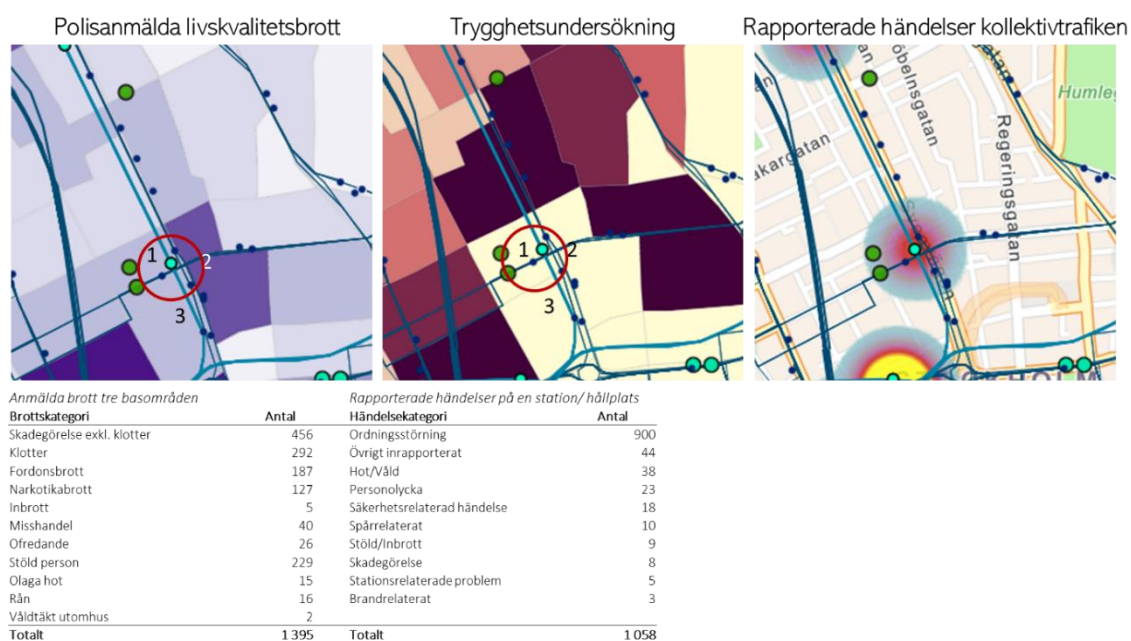 Polisanmälda livskvalitetsbrott
Trygghetsundersökning
Rapporterade händelser kollektivtrafiken
1
2
3
1
2
3
Humleg
Regeringsgatan
Anmälda brott tre basområden
Brottskategori Antal
Skadegörelse exkl. klotter 456
Klotter 292
Fordonsbrott 187
Narkotikabrott 127
Inbrott 5
Misshandel 40
Ofredande 26
Stöld person 229
Olaga hot 15
Rån 16
Våldtäkt utomhus 2
Totalt 1 395
Rapporterade händelser på en station/ hållplats
Händelsekategori Antal
Ordningsstörning 900
Övrigt inrapporterat 44
Hot/Våld 38
Personolycka 23
Säkerhetsrelaterad händelse 18
Spårrelaterat 10
Stöld/Inbrott 9
Skadegörelse 8
Stationsrelaterade problem 5
Brandrelaterat 3
Totalt 1 058